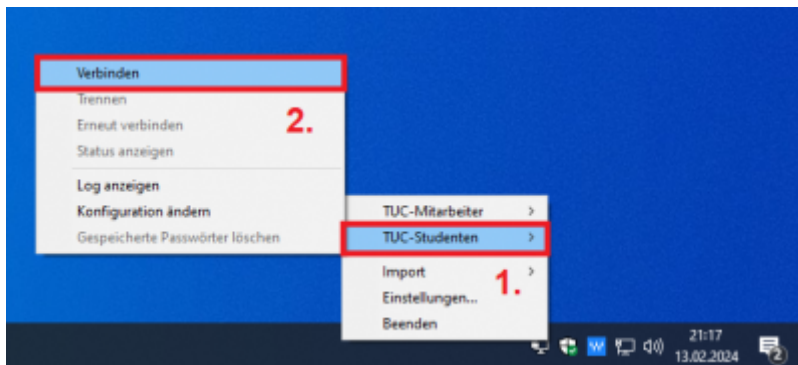 Verbinden
Trennen
Erneut verbinden
2.
Status anzeigen
Log anzeigen
Konfiguration ändern
Gespeicherte Passwörter löschen
TUC-Mitarbeiter
TUC-Studenten
Import
1.
Einstellungen...
Beenden
W
21:17
13.02.2024
2